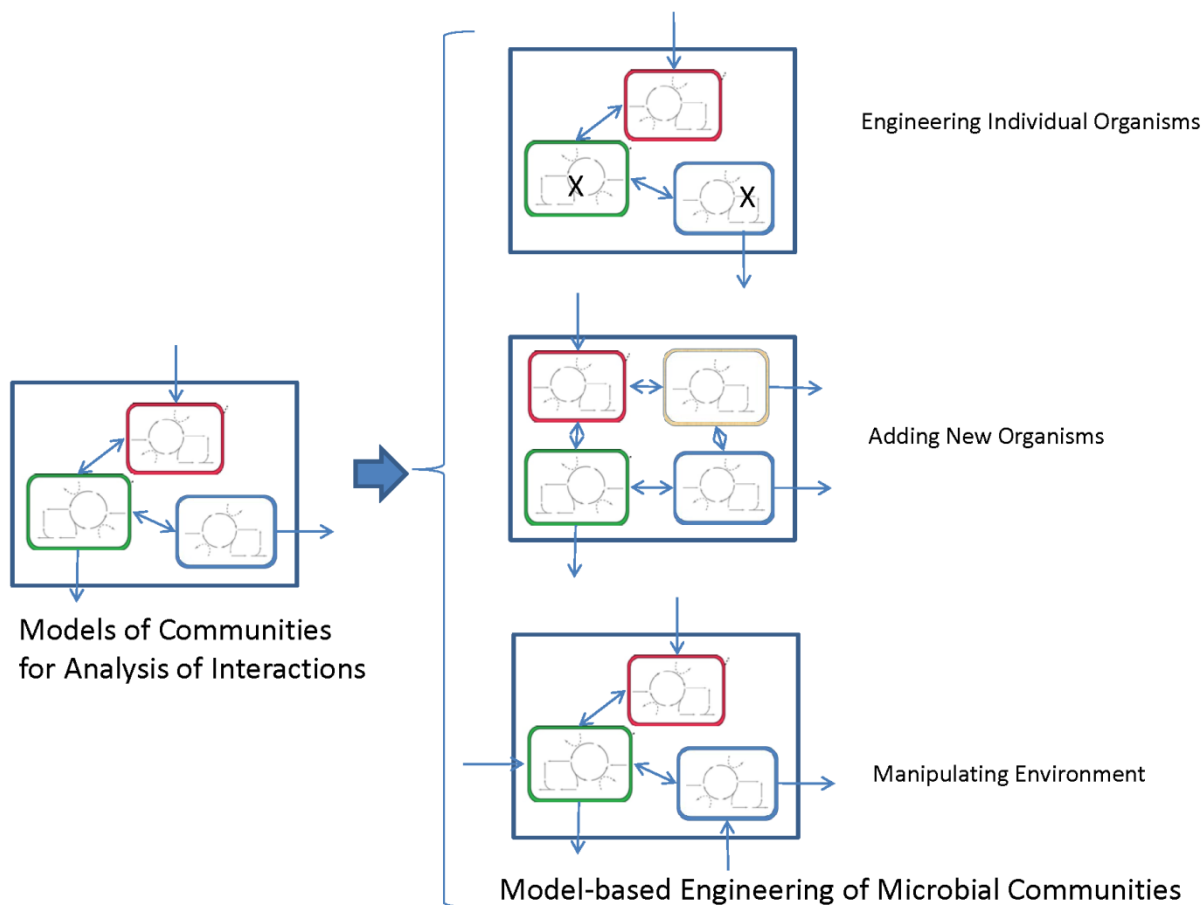 Engineering Individual Organisms
X
X
Adding New Organisms
Models of Communities
for Analysis of Interactions
Manipulating Environment
Model-based Engineering of Microbial Communities